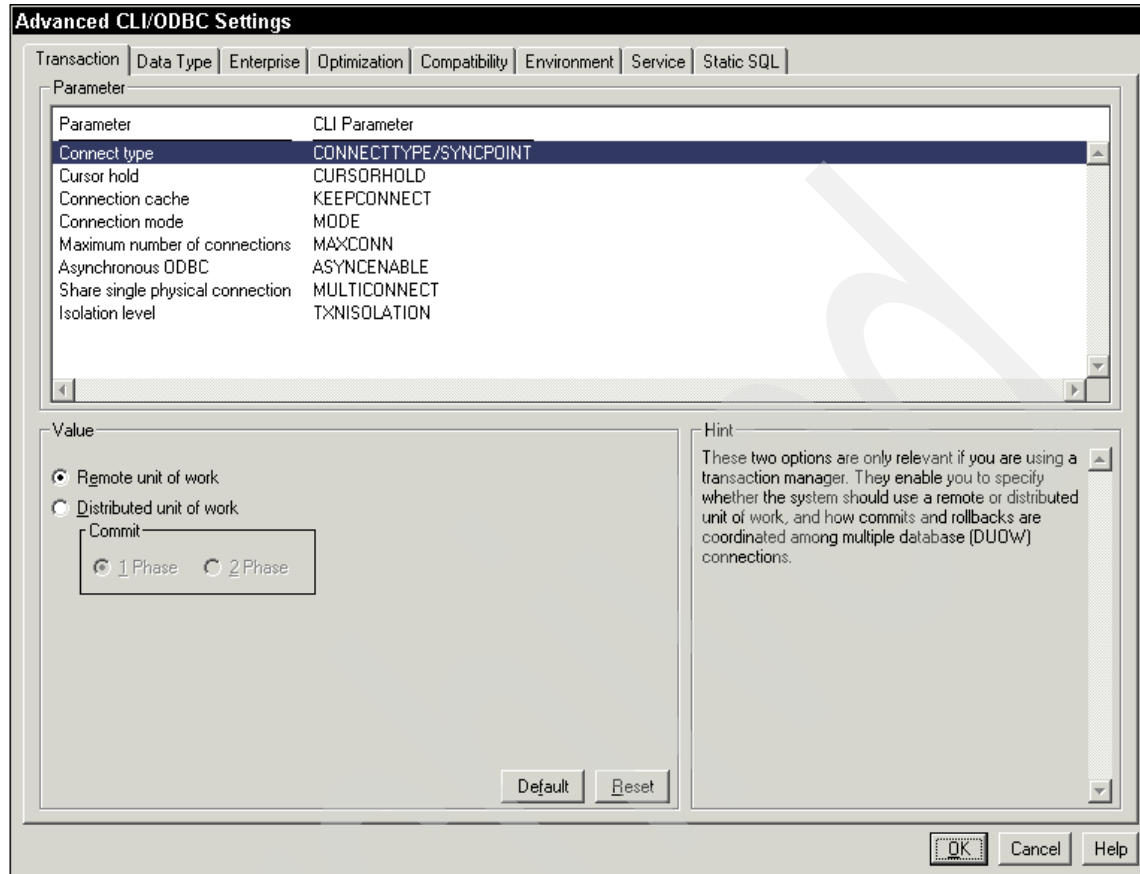 Advanced CLI/ODBC Settings
Transaction Data Type Enterprise Optimization Compatibility Environment Service Static SQL
Parameter
Parameter CLI Parameter
Connect type CONNECTTYPE/SYNCPOINT
Cursor hold CURSORHOLD
Connection cache KEEPCONNECT
Connection mode MODE
Maximum number of connections MAXCONN
Asynchronous ODBC ASYNCENABLE
Share single physical connection MULTICONNECT
Isolation level TXNISOLATION
Value
Remote unit of work
Distributed unit of work
Commit
1 Phase 2 Phase
Default Reset
Hint
These two options are only relevant if you are using a
transaction manager. They enable you to specify
whether the system should use a remote or distributed
unit of work, and how commits and rollbacks are
coordinated among multiple database (DUOW)
connections.
OK Cancel Help